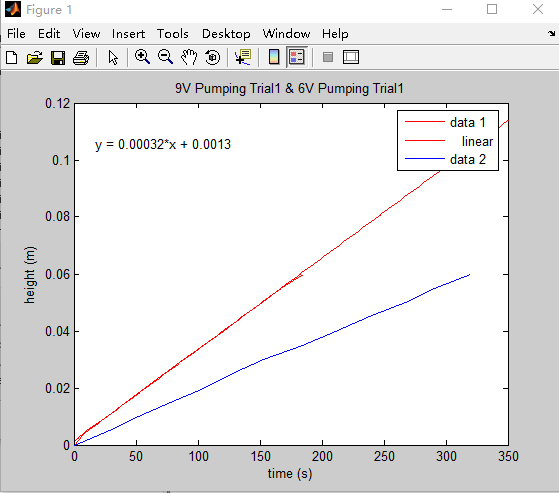 Figure 1
File Edit View Insert Tools Desktop Window Help
9V Pumping Trial1 & 6V Pumping Trial1
y = 0.00032*x + 0.0013
data 1
linear
data 2
0.12
0.1
0.08
0.06
0.04
0.02
0
height (m)
0 50 100 150 200 250 300 350
time (s)